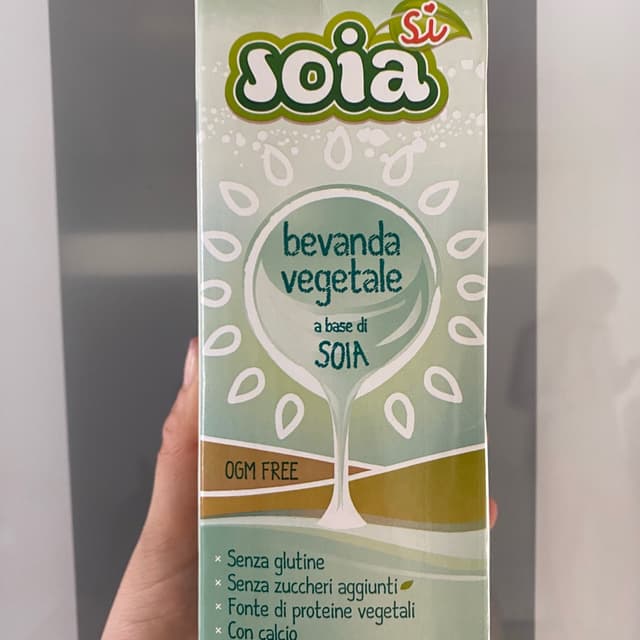 Si
soia
bevanda
vegetale
a base di
SOIA
OGM FREE
× Senza glutine
× Senza zuccheri aggiunti
× Fonte di proteine vegetali
× Con calcio